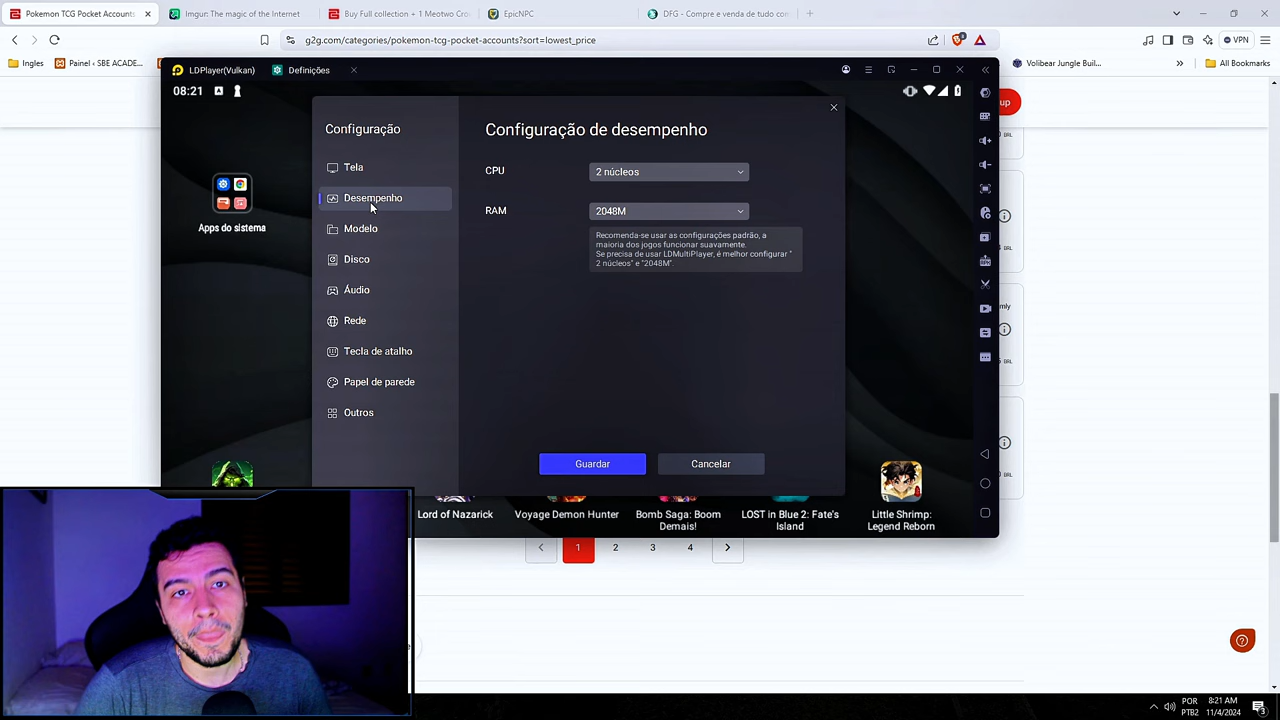 Pokemon TCG Pocket Accounts
Imgur: The magic of the Internet
Buy Full collection + 1 Memno Cro
EpicNPC
DFG - Compre e venda de tudo com
g2g.com/categories/pokemon-tcg-pocket-accounts?sort=lowest_price
VPN
Ingles
Painel ‹ SBE ACADE...
Volibear Jungle Buil...
All Bookmarks
LDPlayer(Vulkan)
Definições
08:21
up
Configuração
Tela
Desempenho
Modelo
Disco
Áudio
Rede
Tecla de atalho
Papel de parede
Outros
Configuração de desempenho
CPU
2 núcleos
RAM
2048M
Recomenda-se usar as configurações padrão, a
maioria dos jogos funcionar suavemente.
Se precisa de usar LDMultiPlayer, é melhor configurar "
2 núcleos" e "2048M".
Guardar
Cancelar
Apps do sistema
Lord of Nazarick
Voyage Demon Hunter
Bomb Saga: Boom
Demais!
LOST in Blue 2: Fate's
Island
Little Shrimp:
Legend Reborn
1
2
3
4
POR
PTB2
8:21 AM
11/4/2024